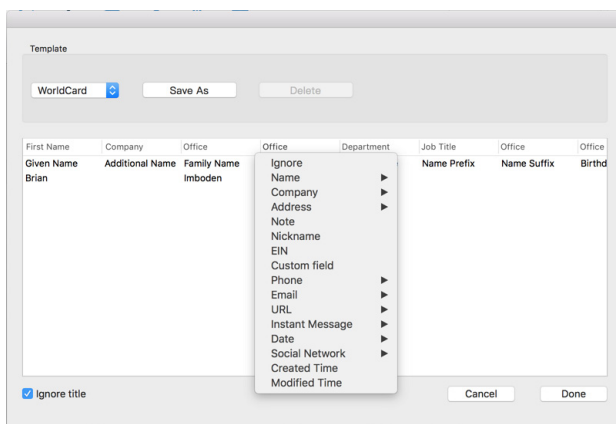 Template
WorldCard
Save As
Delete
First Name Company Office Office Department Job Title Office Office
Given Name Additional Name Family Name Name Prefix Name Suffix Birthd
Brian Imboden
Ignore
Name
Company
Address
Note
Nickname
EIN
Custom field
Phone
Email
URL
Instant Message
Date
Social Network
Created Time
Modified Time
Ignore title
Cancel
Done